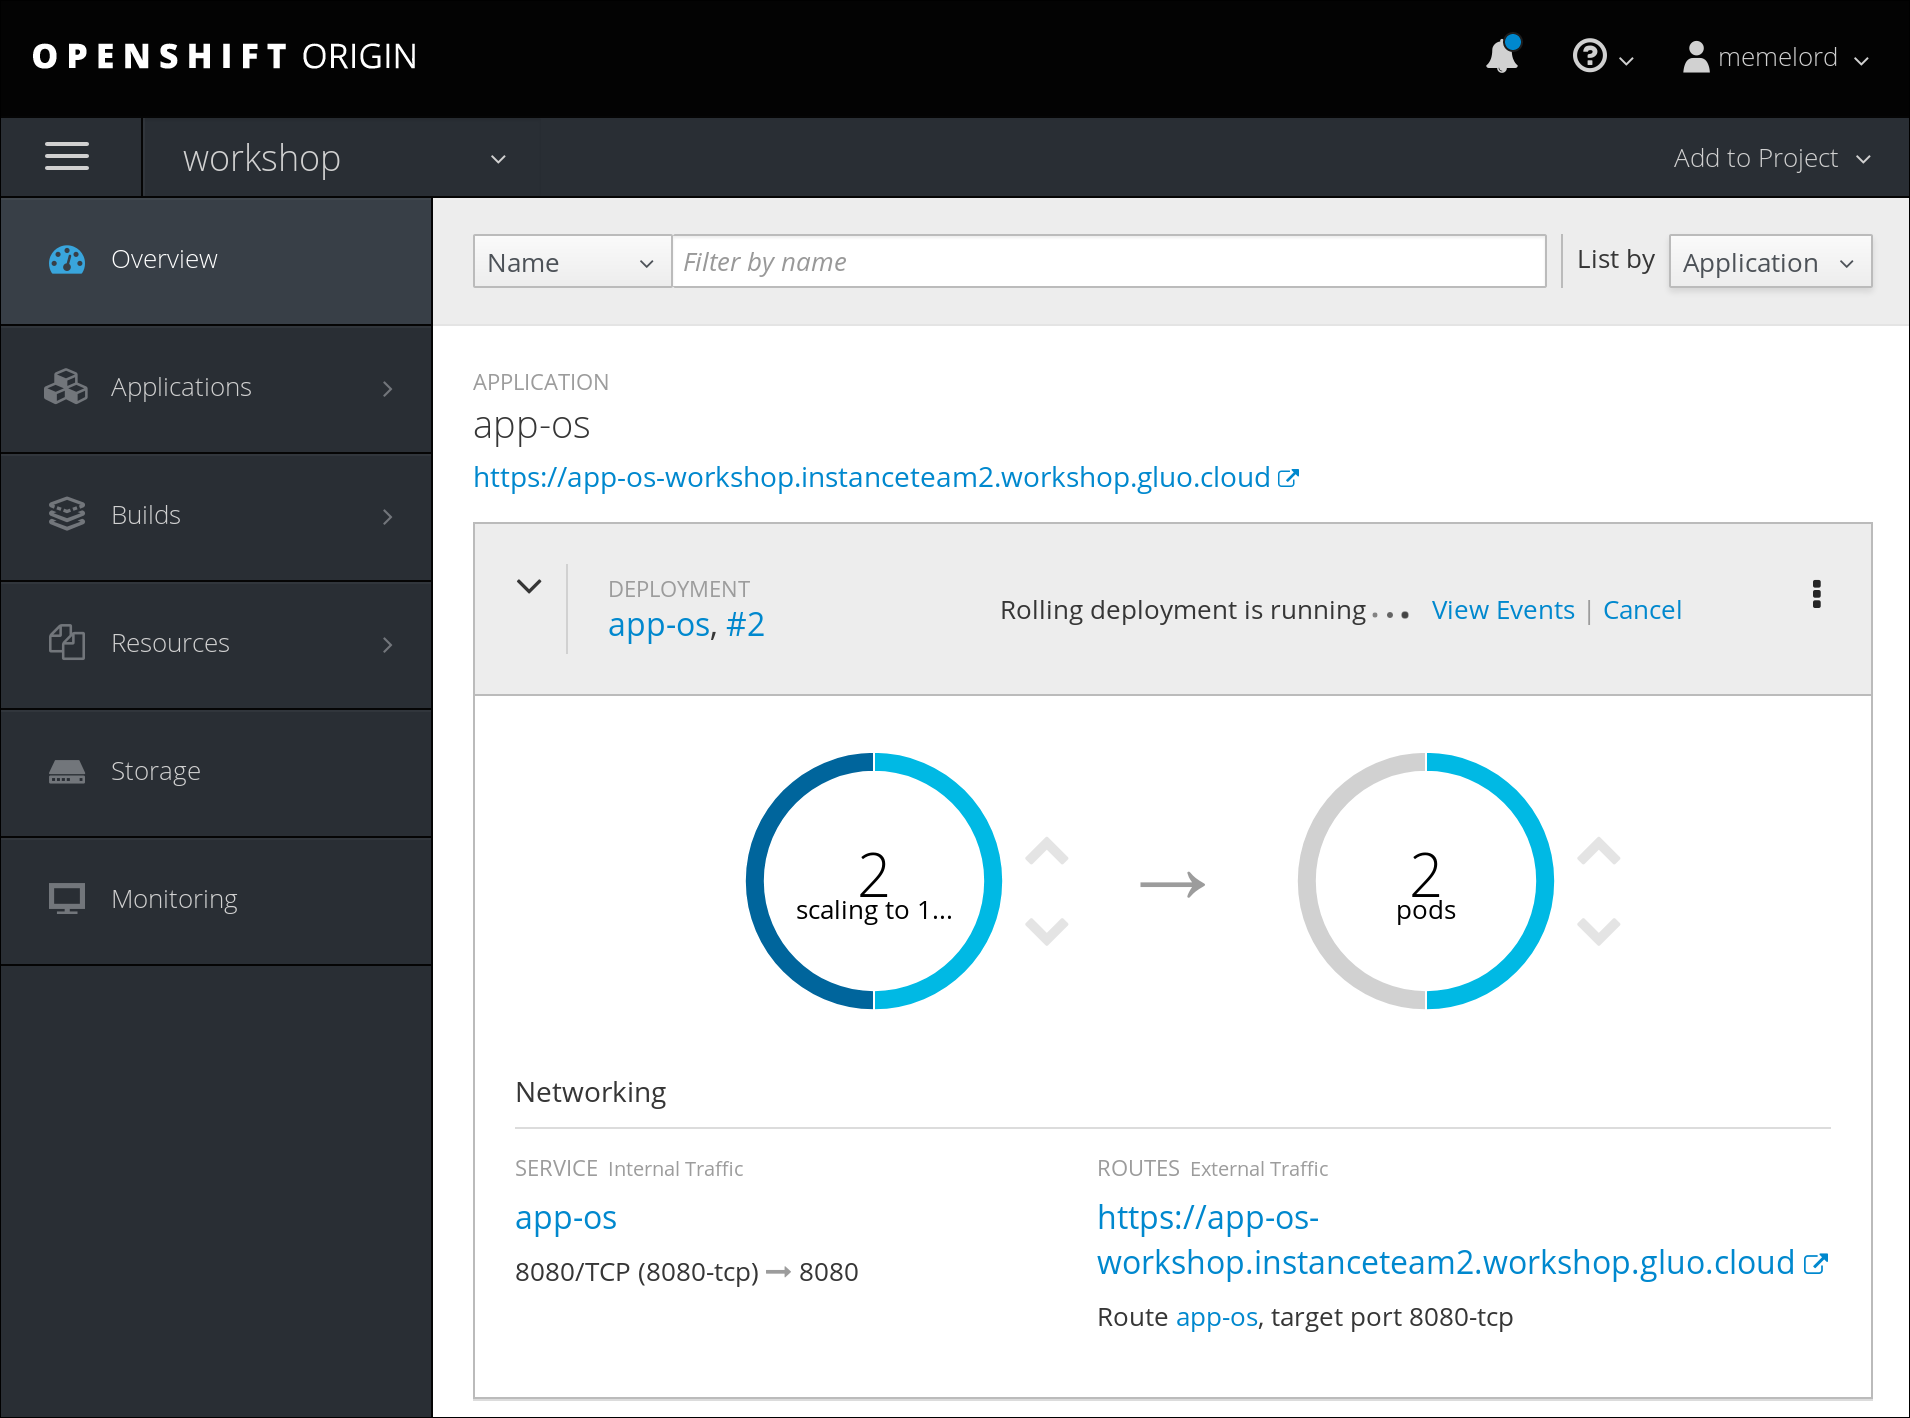 OPENSHIFT ORIGIN
memelord
workshop
Add to Project
Overview
Applications
Builds
Resources
Storage
Monitoring
Name
Filter by name
List by
Application
APPLICATION
app-os
https://app-os-workshop.instanceteam2.workshop.gluo.cloud
DEPLOYMENT
app-os, #2
Rolling deployment is running... View Events | Cancel
2
scaling to 1...
2
pods
Networking
SERVICE Internal Traffic
app-os
8080/TCP (8080-tcp) → 8080
ROUTES External Traffic
https://app-os-
workshop.instanceteam2.workshop.gluo.cloud
Route app-os, target port 8080-tcp